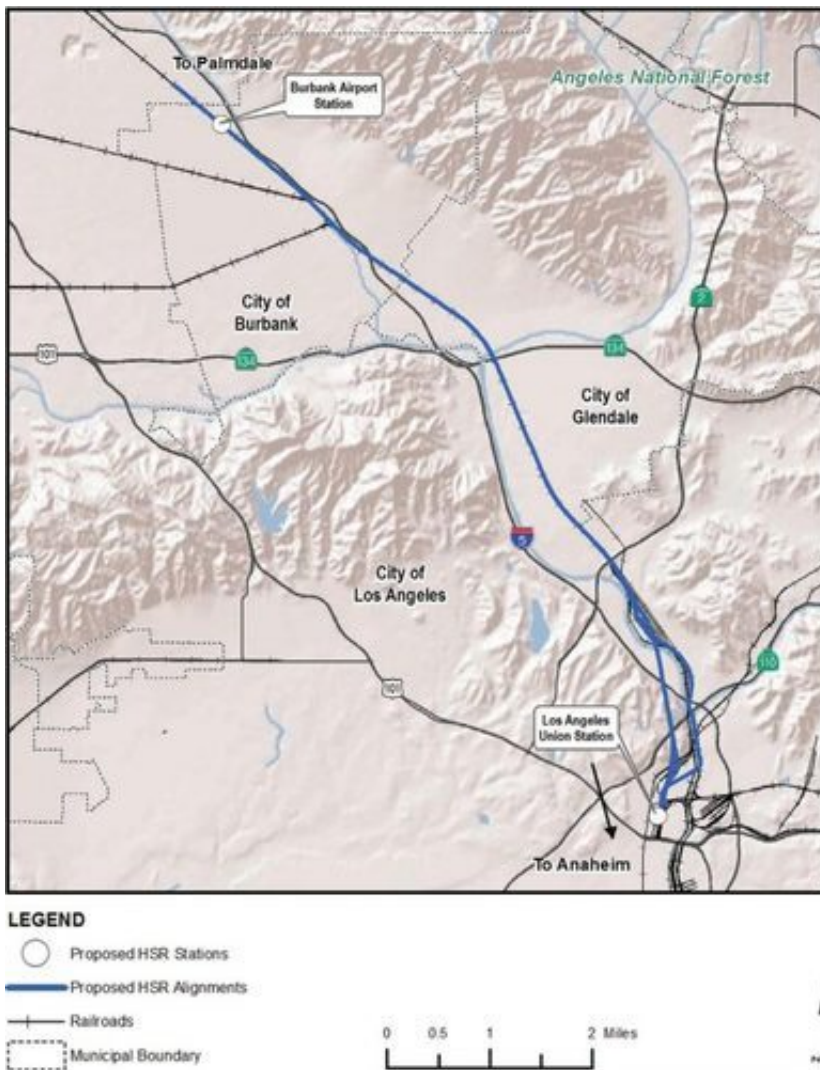 To Palmdale
Burbank Airport
Station
Angeles National Forest
2
City of
Burbank
101
134
134
City of
Glendale
5
City of
Los Angeles
110
101
Los Angeles
Union Station
To Anaheim
LEGEND
Proposed HSR Stations
Proposed HSR Alignments
Railroads
Municipal Boundary
0 0.5 1 2 Miles